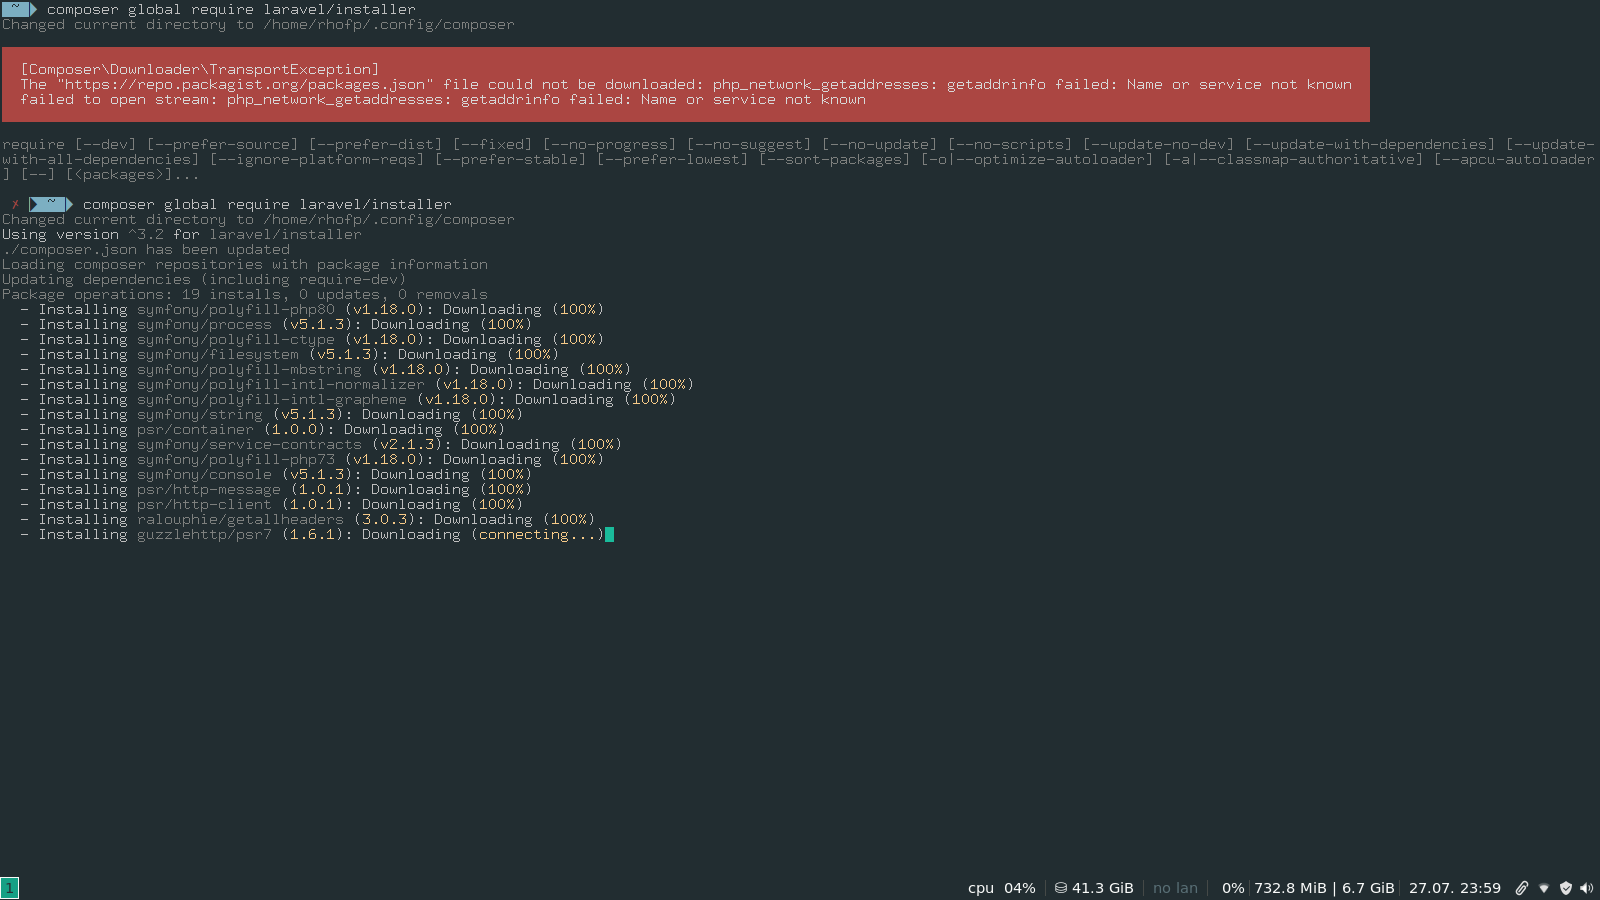 ~ composer global require laravel/installer
Changed current directory to /home/rhofp/.config/composer
[Composer\Downloader\TransportException]
The "https://repo.packagist.org/packages.json" file could not be downloaded: php_network_getaddresses: getaddrinfo failed: Name or service not known
failed to open stream: php_network_getaddresses: getaddrinfo failed: Name or service not known
require [--dev] [--prefer-source] [--prefer-dist] [--fixed] [--no-progress] [--no-suggest] [--no-update] [--no-scripts] [--update-no-dev] [--update-with-dependencies] [--update-
with-all-dependencies] [--ignore-platform-reqs] [--prefer-stable] [--prefer-lowest] [--sort-packages] [-o|--optimize-autoloader] [-a|--classmap-authoritative] [--apcu-autoloader
] [--] [<packages>]...
✗ ~ composer global require laravel/installer
Changed current directory to /home/rhofp/.config/composer
Using version ^3.2 for laravel/installer
./composer.json has been updated
Loading composer repositories with package information
Updating dependencies (including require-dev)
Package operations: 19 installs, 0 updates, 0 removals
- Installing symfony/polyfill-php80 (v1.18.0): Downloading (100%)
- Installing symfony/process (v5.1.3): Downloading (100%)
- Installing symfony/polyfill-ctype (v1.18.0): Downloading (100%)
- Installing symfony/filesystem (v5.1.3): Downloading (100%)
- Installing symfony/polyfill-mbstring (v1.18.0): Downloading (100%)
- Installing symfony/polyfill-intl-normalizer (v1.18.0): Downloading (100%)
- Installing symfony/polyfill-intl-grapheme (v1.18.0): Downloading (100%)
- Installing symfony/string (v5.1.3): Downloading (100%)
- Installing psr/container (1.0.0): Downloading (100%)
- Installing symfony/service-contracts (v2.1.3): Downloading (100%)
- Installing symfony/polyfill-php73 (v1.18.0): Downloading (100%)
- Installing symfony/console (v5.1.3): Downloading (100%)
- Installing psr/http-message (1.0.1): Downloading (100%)
- Installing psr/http-client (1.0.1): Downloading (100%)
- Installing ralouphie/getallheaders (3.0.3): Downloading (100%)
- Installing guzzlehttp/psr7 (1.6.1): Downloading (connecting...)
1 cpu 04% | 41.3 GiB | no lan | 0% | 732.8 MiB | 6.7 GiB | 27.07. 23:59